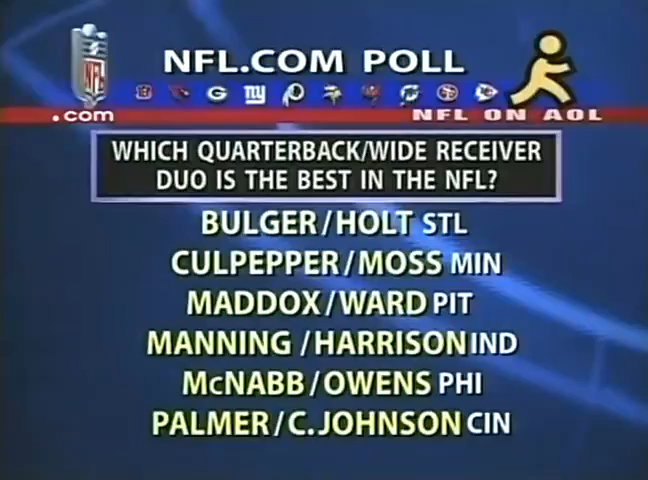 NFL.COM POLL
NFL
.com
NFL ON AOL
WHICH QUARTERBACK/WIDE RECEIVER
DUO IS THE BEST IN THE NFL?
BULGER/HOLT STL
CULPEPPER/MOSS MIN
MADDOX/WARD PIT
MANNING/HARRISON IND
McNABB/OWENS PHI
PALMER/C. JOHNSON CIN